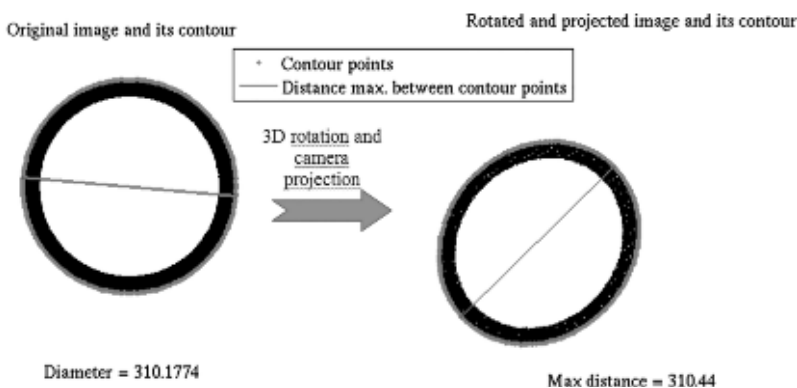 Original image and its contour
Rotated and projected image and its contour
Contour points
Distance max. between contour points
3D rotation and
camera
projection
Diameter = 310.1774
Max distance = 310.44